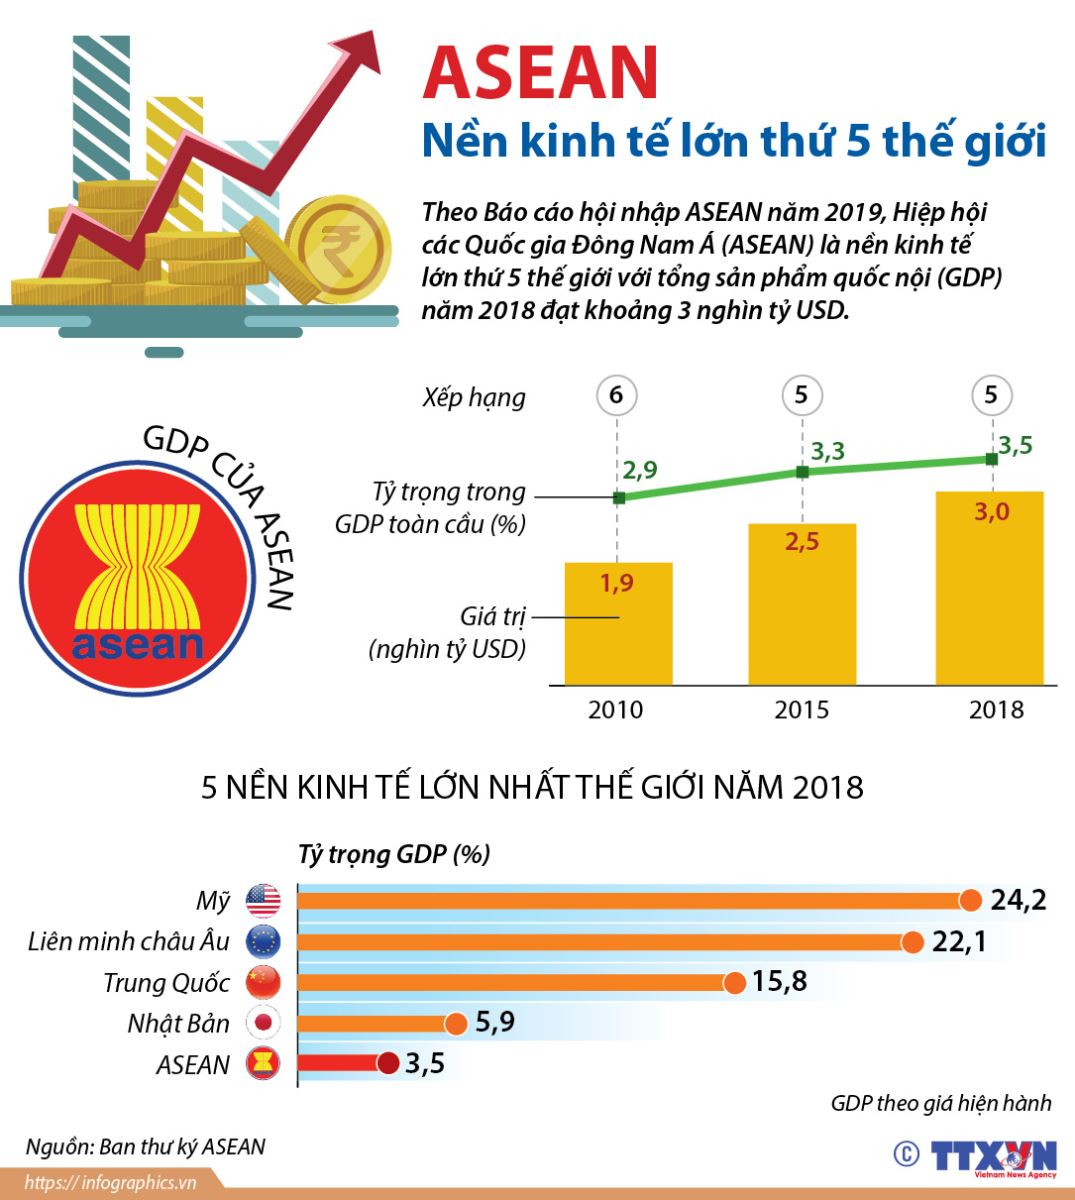 ASEAN
Nền kinh tế lớn thứ 5 thế giới
Theo Báo cáo hội nhập ASEAN năm 2019, Hiệp hội
các Quốc gia Đông Nam Á (ASEAN) là nền kinh tế
lớn thứ 5 thế giới với tổng sản phẩm quốc nội (GDP)
năm 2018 đạt khoảng 3 nghìn tỷ USD.
₹
GDP CỦA ASEAN
asean
Xếp hạng
6 5 5
Tỷ trọng trong
GDP toàn cầu (%)
2,9 3,3 3,5
Giá trị
(nghìn tỷ USD)
1,9 2,5 3,0
2010 2015 2018
5 NỀN KINH TẾ LỚN NHẤT THẾ GIỚI NĂM 2018
Tỷ trọng GDP (%)
Mỹ 24,2
Liên minh châu Âu 22,1
Trung Quốc 15,8
Nhật Bản 5,9
ASEAN 3,5
GDP theo giá hiện hành
Nguồn: Ban thư ký ASEAN
© TTXVN
Vietnam News Agency
https://infographics.vn